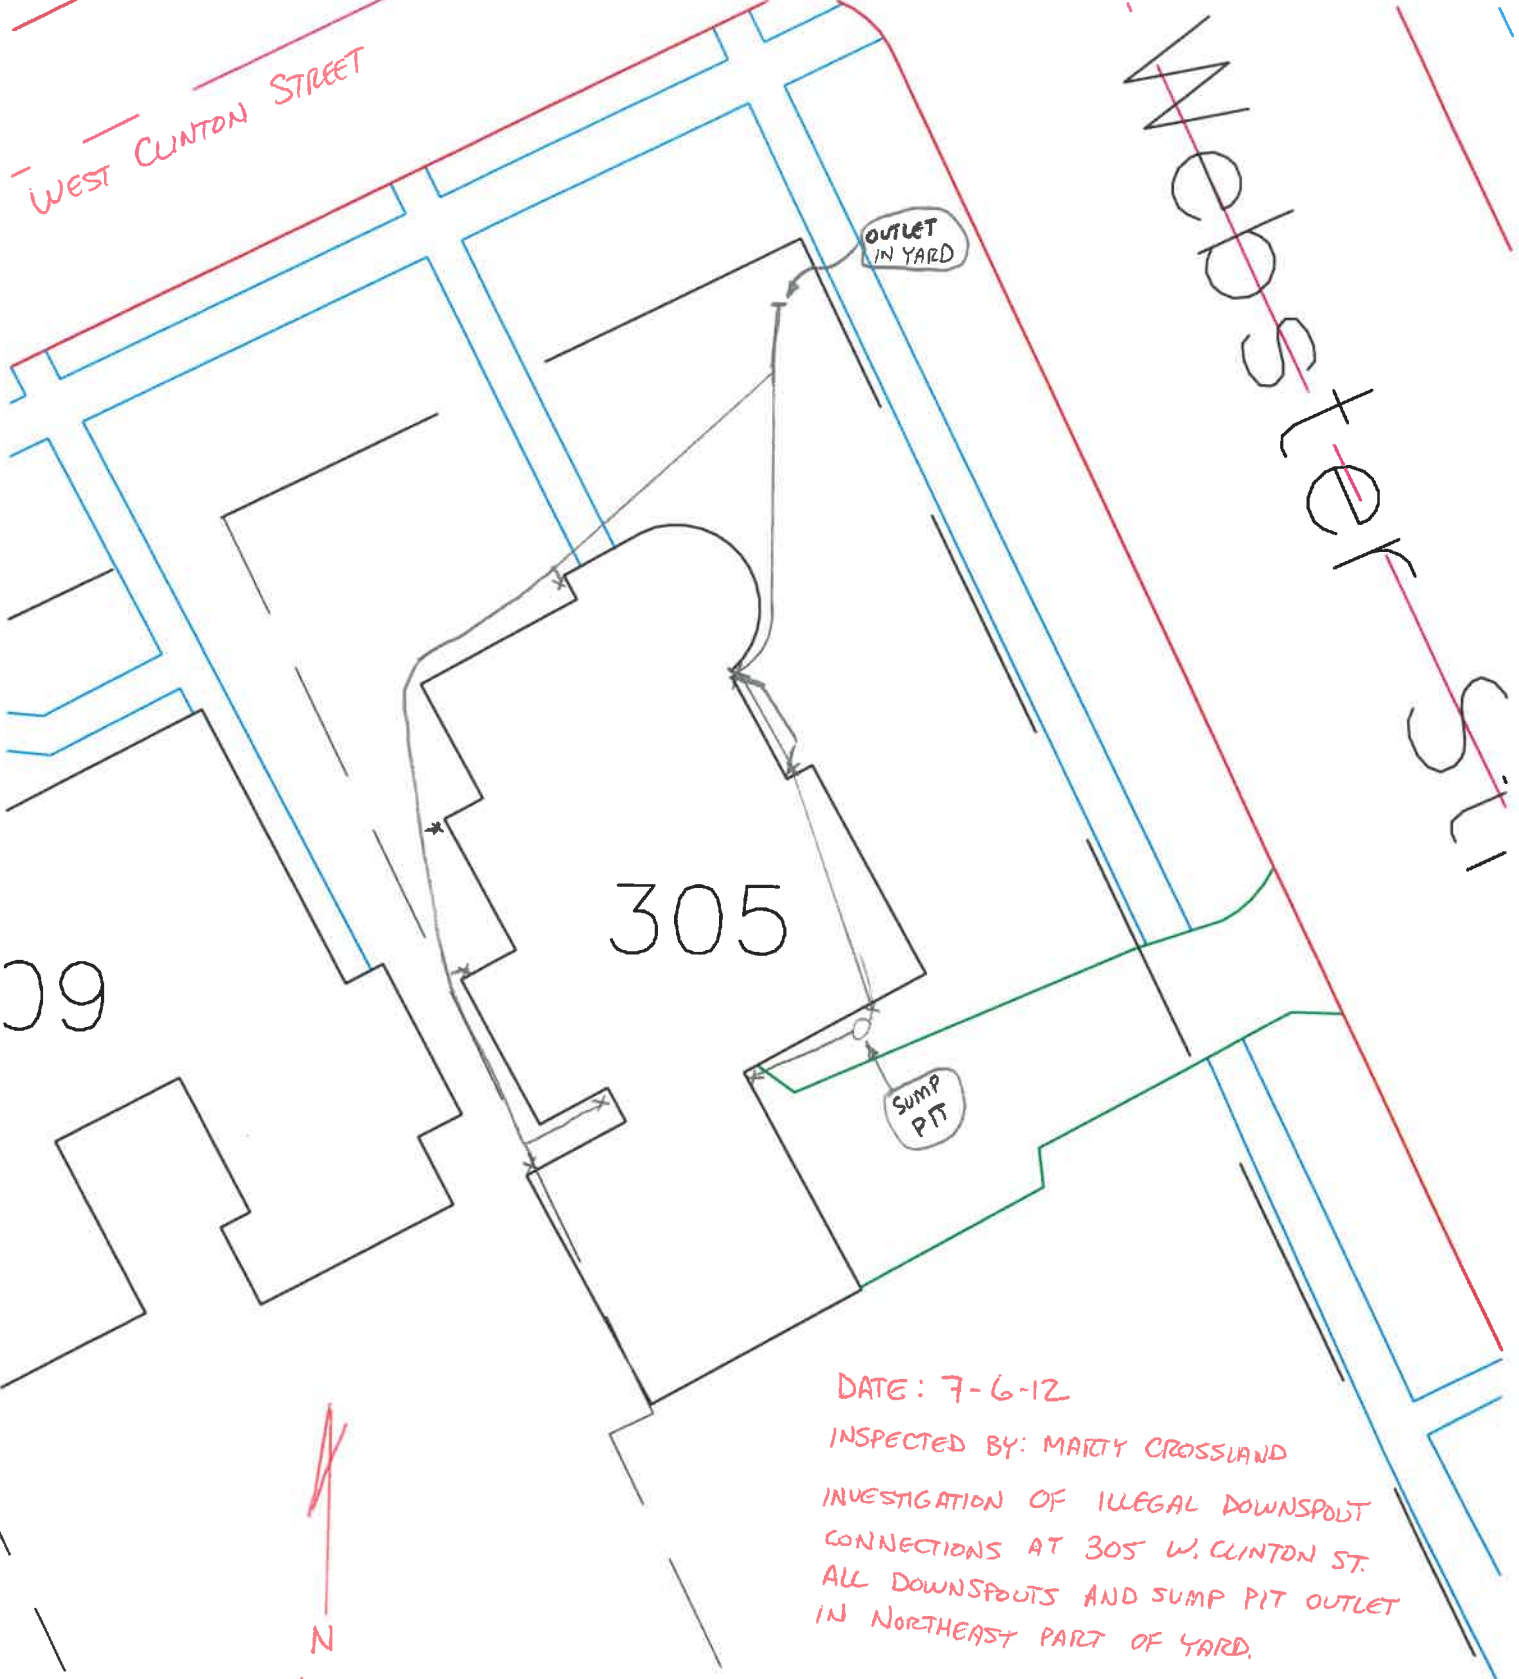 WEST CLINTON STREET
Webster St
OUTLET
IN YARD
305
09
SUMP
PIT
DATE: 7-6-12
INSPECTED BY: MARTY CROSSLAND
INVESTIGATION OF ILLEGAL DOWNSPOUT
CONNECTIONS AT 305 W. CLINTON ST.
ALL DOWNSPOUTS AND SUMP PIT OUTLET
IN NORTHEAST PART OF YARD.
N